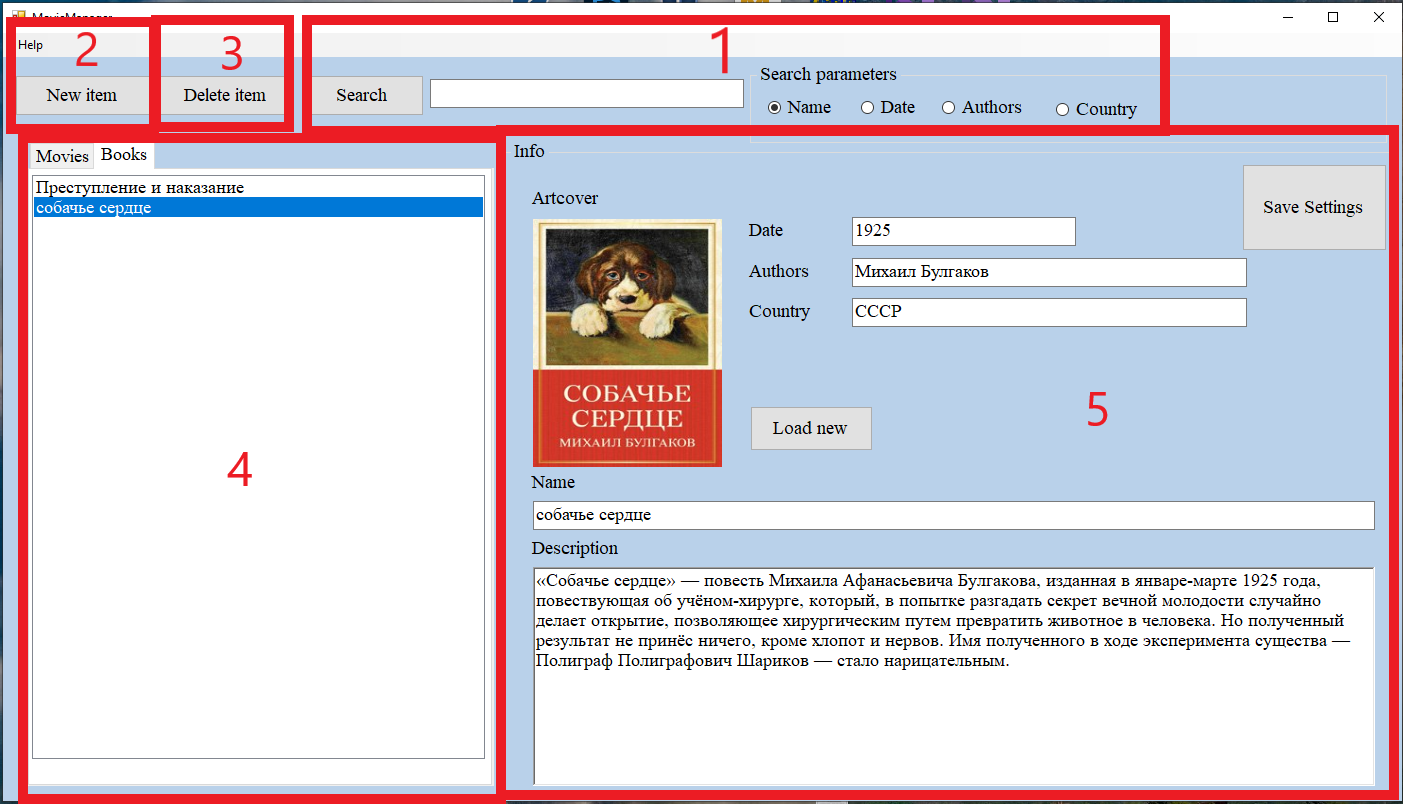 MovieManager
Help
2
3
1
New item
Delete item
Search
Search parameters
Name
Date
Authors
Country
Movies
Books
Преступление и наказание
собачье сердце
4
Info
Artcover
Save Settings
Date
1925
Authors
Михаил Булгаков
Country
СССР
СОБАЧЬЕ
СЕРДЦЕ
МИХАИЛ БУЛГАКОВ
Load new
5
Name
собачье сердце
Description
«Собачье сердце» — повесть Михаила Афанасьевича Булгакова, изданная в январе-марте 1925 года,
повествующая об учёном-хирурге, который, в попытке разгадать секрет вечной молодости случайно
делает открытие, позволяющее хирургическим путем превратить животное в человека. Но полученный
результат не принёс ничего, кроме хлопот и нервов. Имя полученного в ходе эксперимента существа —
Полиграф Полиграфович Шариков — стало нарицательным.